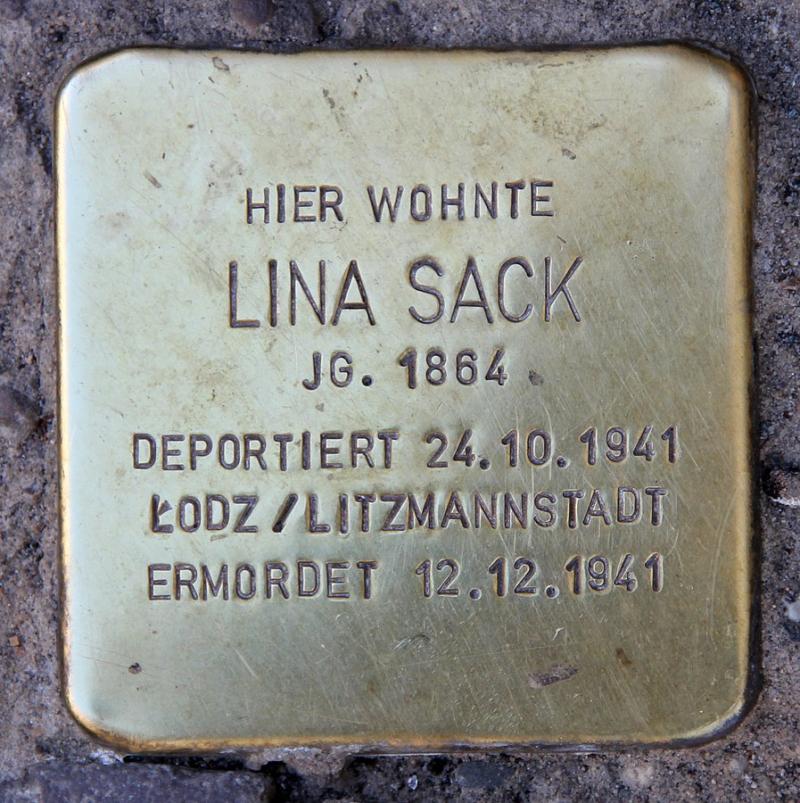 HIER WOHNTE
LINA SACK
JG. 1864
DEPORTIERT 24.10.1941
ŁODZ/LITZMANNSTADT
ERMORDET 12.12.1941